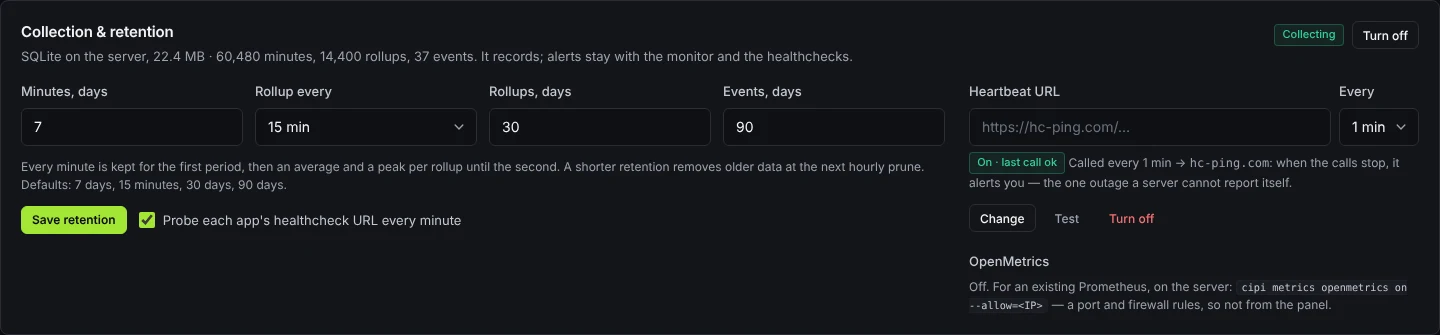 Collection & retention
Collecting
Turn off
SQLite on the server, 22.4 MB · 60,480 minutes, 14,400 rollups, 37 events. It records; alerts stay with the monitor and the healthchecks.
Minutes, days
Rollup every
Rollups, days
Events, days
7
15 min
30
90
Every minute is kept for the first period, then an average and a peak per rollup until the second. A shorter retention removes older data at the next hourly prune.
Defaults: 7 days, 15 minutes, 30 days, 90 days.
Save retention
Probe each app's healthcheck URL every minute
Heartbeat URL
Every
https://hc-ping.com/...
1 min
On · last call ok Called every 1 min → hc-ping.com: when the calls stop, it
alerts you — the one outage a server cannot report itself.
Change
Test
Turn off
OpenMetrics
Off. For an existing Prometheus, on the server: cipi metrics openmetrics on
--allow=<IP> — a port and firewall rules, so not from the panel.